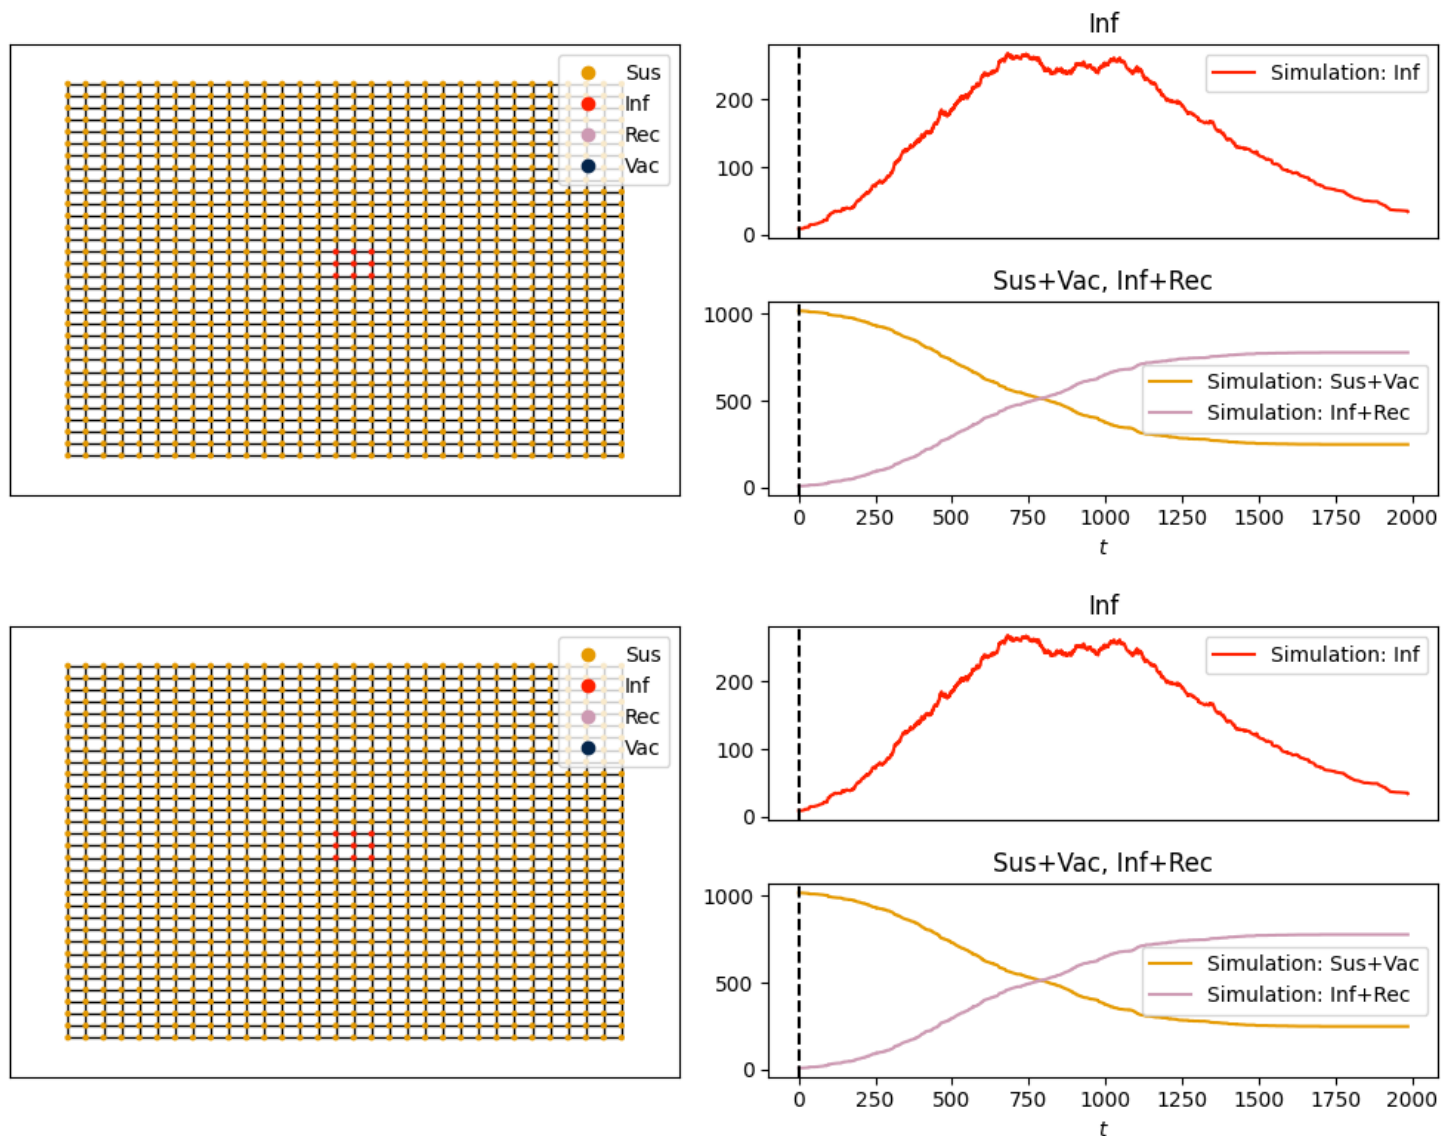 Sus
Inf
Rec
Vac
Inf
Simulation: Inf
200
100
0
Sus+Vac, Inf+Rec
1000
500
0
Simulation: Sus+Vac
Simulation: Inf+Rec
0 250 500 750 1000 1250 1500 1750 2000
t
Sus
Inf
Rec
Vac
Inf
Simulation: Inf
200
100
0
Sus+Vac, Inf+Rec
1000
500
0
Simulation: Sus+Vac
Simulation: Inf+Rec
0 250 500 750 1000 1250 1500 1750 2000
t